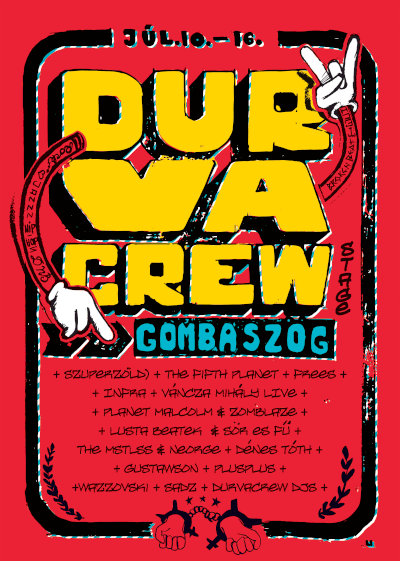 JÚL.10.-16.
DUR
VA
CREW
STAGE
GOMBASZÖG
+ SZUPERZÖLD) + THE FIFTH PLANET + FREES +
+ INFRA + VÁNCZA MIHÁLY LIVE +
+ PLANET MALCOLM & ZOMBLAZE +
+ LUSTA BEATEK & SÖR ES FŰ +
THE MSTLSS & NEORGE + DÉNES TÓTH +
+ GUSTAWSON + PLUSPLUS +
+WAZZOVSKI + SADZ + DURVACREW DJS +